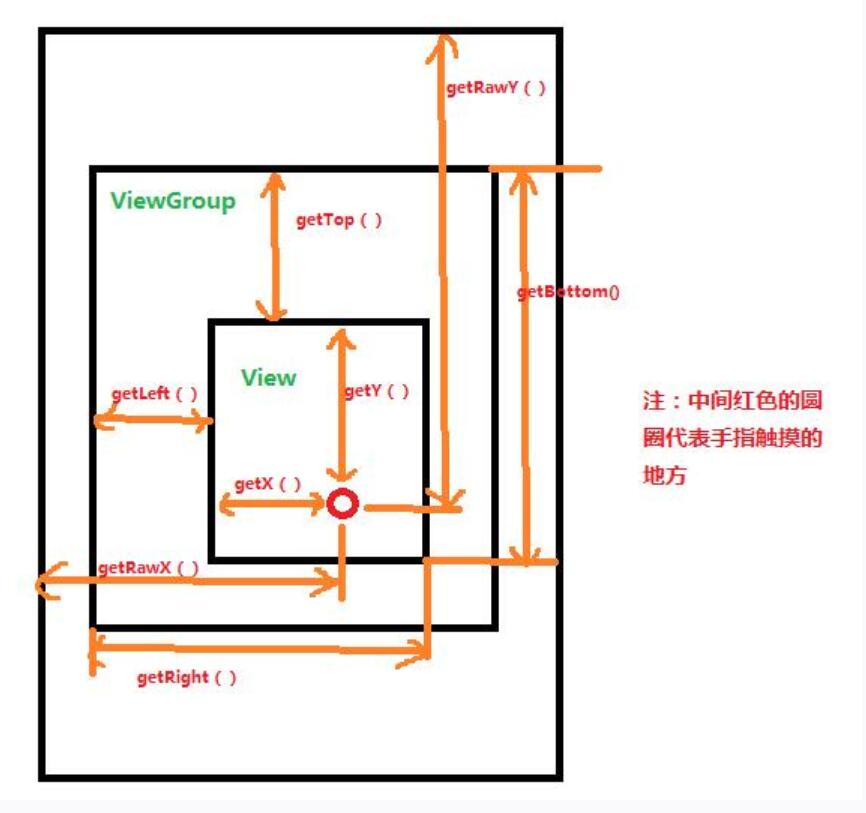 getRawY ( )
ViewGroup
getTop ( )
getBottom()
View
getLeft ( )
getY ( )
注：中间红色的圆
圈代表手指触摸的
地方
getX ( )
getRawX ( )
getRight ( )